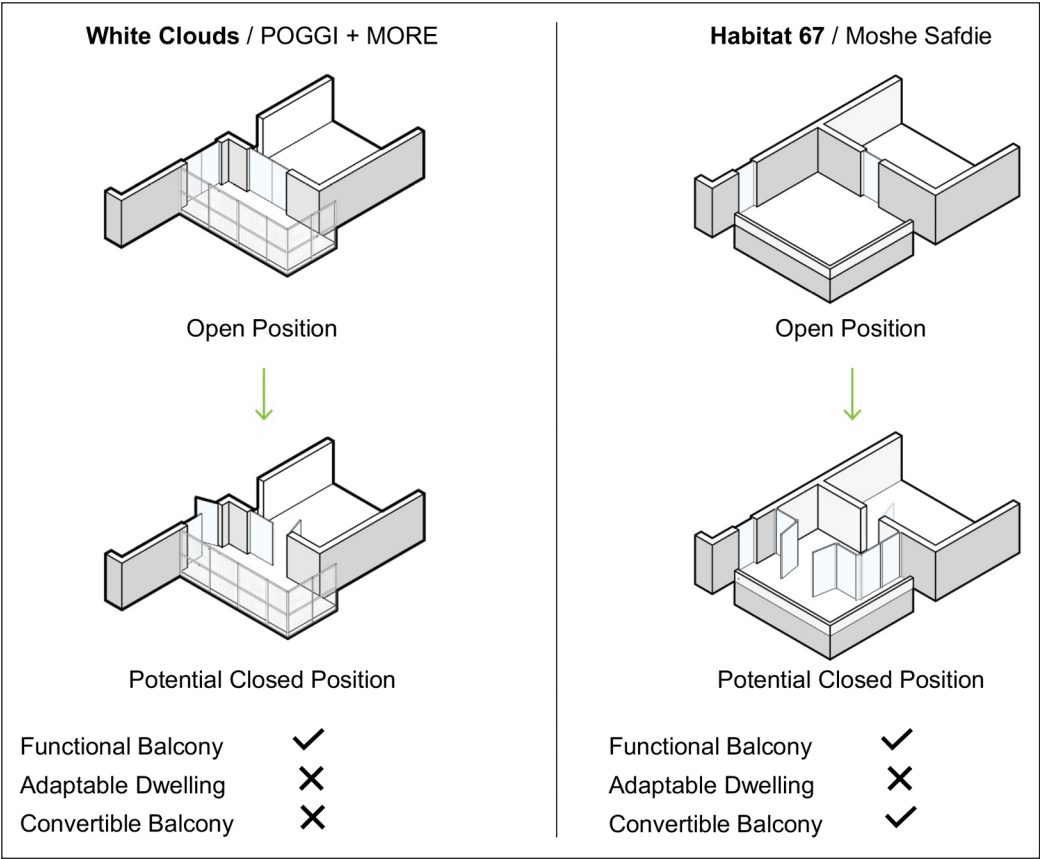 White Clouds / POGGI + MORE
Open Position
Potential Closed Position
Functional Balcony
Adaptable Dwelling
Convertible Balcony
Habitat 67 / Moshe Safdie
Open Position
Potential Closed Position
Functional Balcony
Adaptable Dwelling
Convertible Balcony